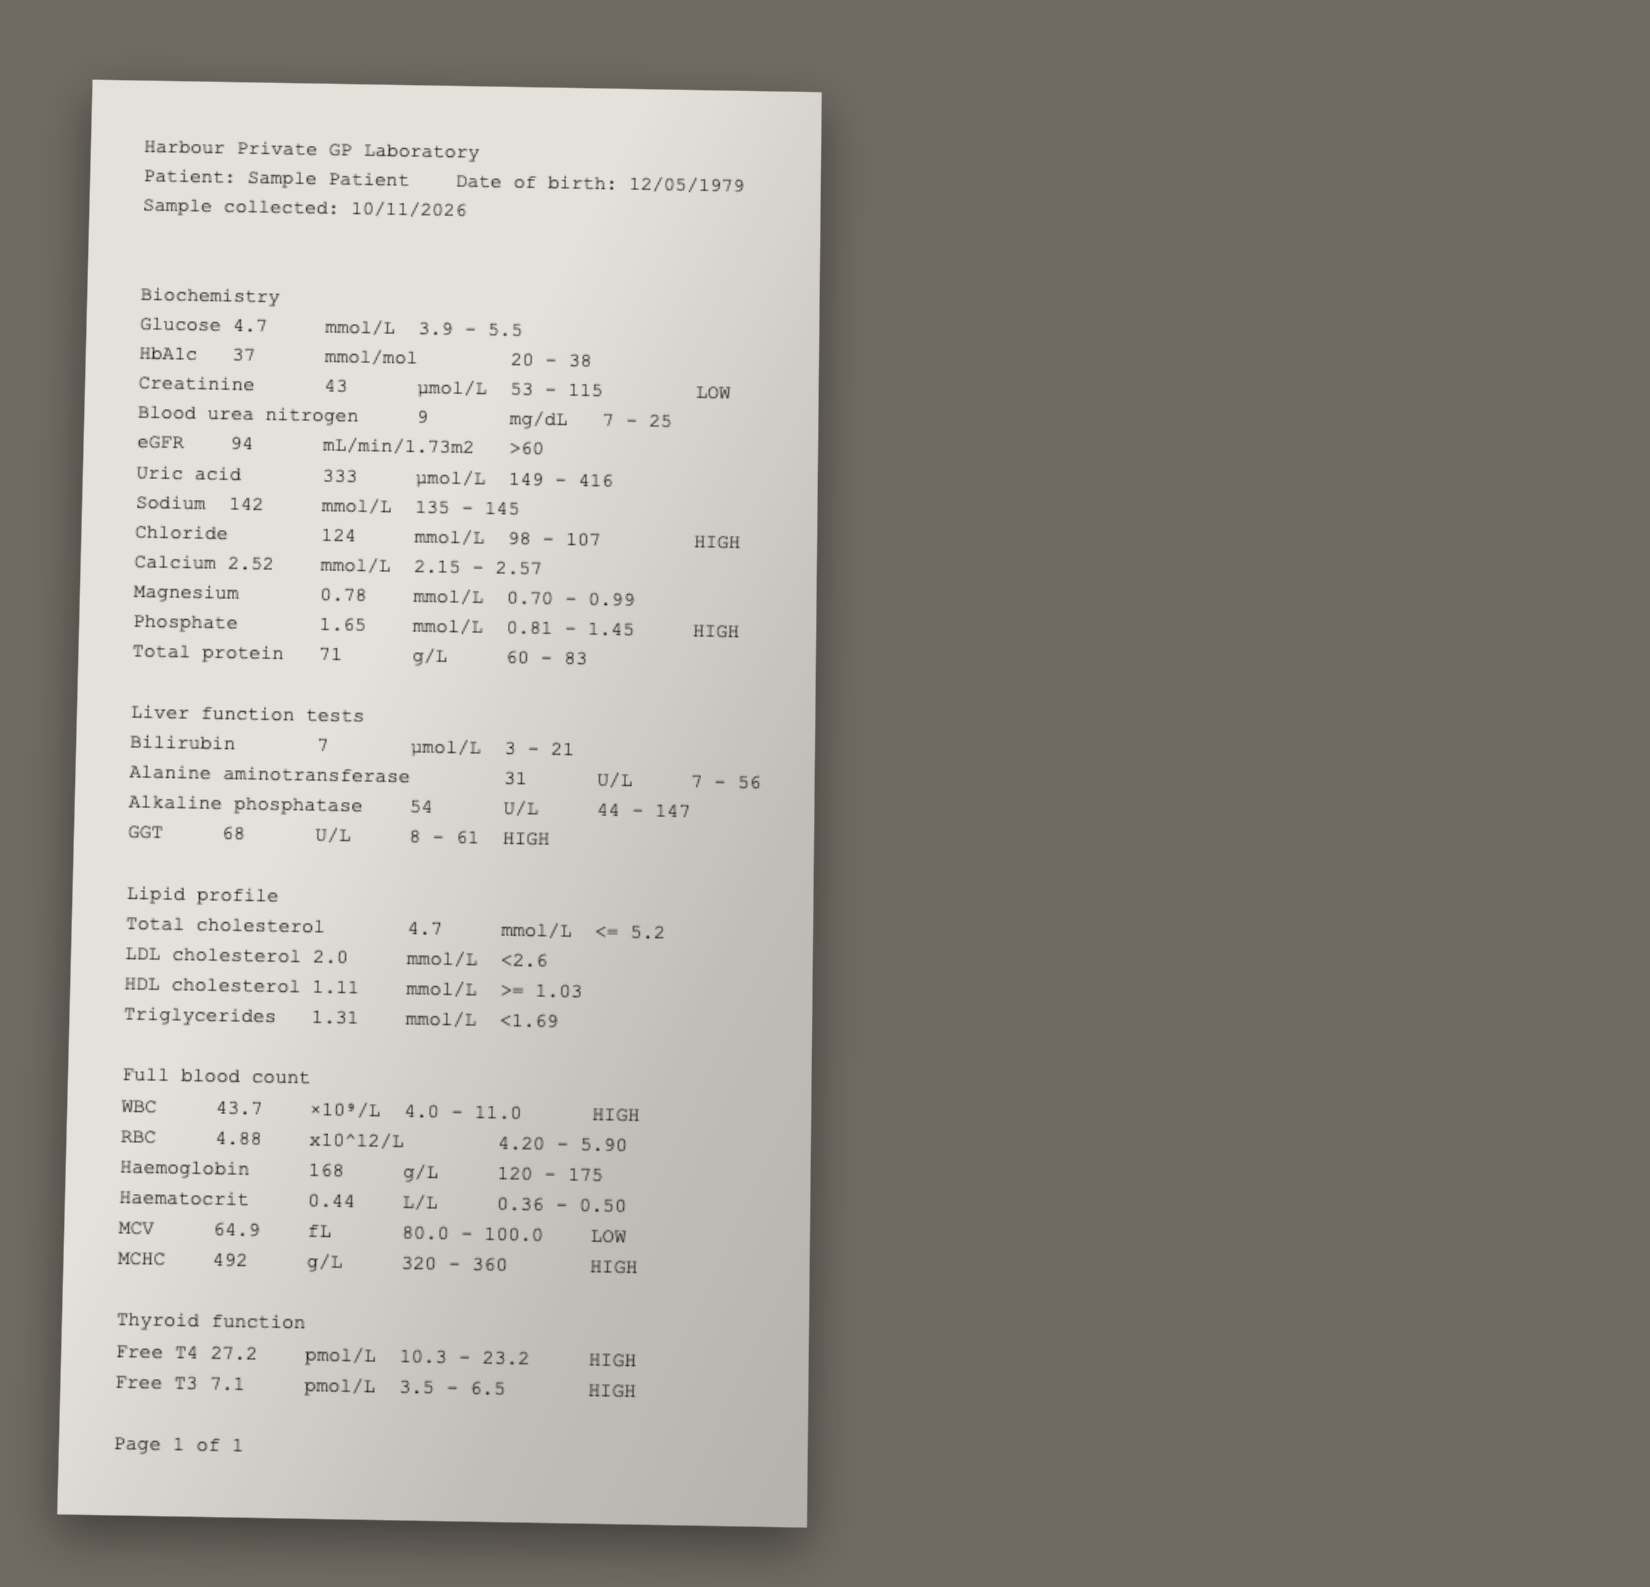 Harbour Private GP Laboratory
Patient: Sample Patient    Date of birth: 12/05/1979
Sample collected: 10/11/2026
Biochemistry
Glucose 4.7 mmol/L 3.9 – 5.5
HbA1c 37 mmol/mol 20 – 38
Creatinine 43 µmol/L 53 – 115 LOW
Blood urea nitrogen 9 mg/dL 7 – 25
eGFR 94 mL/min/1.73m2 >60
Uric acid 333 µmol/L 149 – 416
Sodium 142 mmol/L 135 – 145
Chloride 124 mmol/L 98 – 107 HIGH
Calcium 2.52 mmol/L 2.15 – 2.57
Magnesium 0.78 mmol/L 0.70 – 0.99
Phosphate 1.65 mmol/L 0.81 – 1.45 HIGH
Total protein 71 g/L 60 – 83
Liver function tests
Bilirubin 7 µmol/L 3 – 21
Alanine aminotransferase 31 U/L 7 – 56
Alkaline phosphatase 54 U/L 44 – 147
GGT 68 U/L 8 – 61 HIGH
Lipid profile
Total cholesterol 4.7 mmol/L <= 5.2
LDL cholesterol 2.0 mmol/L <2.6
HDL cholesterol 1.11 mmol/L >= 1.03
Triglycerides 1.31 mmol/L <1.69
Full blood count
WBC 43.7 ×10⁹/L 4.0 – 11.0 HIGH
RBC 4.88 x10^12/L 4.20 – 5.90
Haemoglobin 168 g/L 120 – 175
Haematocrit 0.44 L/L 0.36 – 0.50
MCV 64.9 fL 80.0 – 100.0 LOW
MCHC 492 g/L 320 – 360 HIGH
Thyroid function
Free T4 27.2 pmol/L 10.3 – 23.2 HIGH
Free T3 7.1 pmol/L 3.5 – 6.5 HIGH
Page 1 of 1